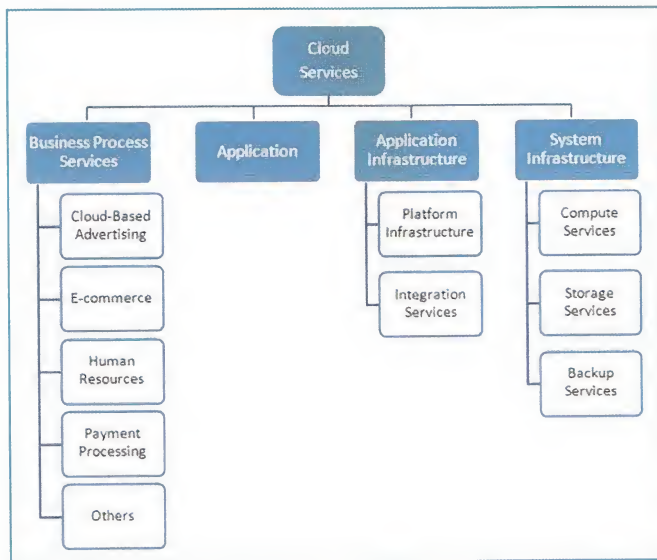 Cloud
Services
Business Process
Services
Application
Application
Infrastructure
System
Infrastructure
Cloud-Based
Advertising
E-commerce
Human
Resources
Payment
Processing
Others
Platform
Infrastructure
Integration
Services
Compute
Services
Storage
Services
Backup
Services